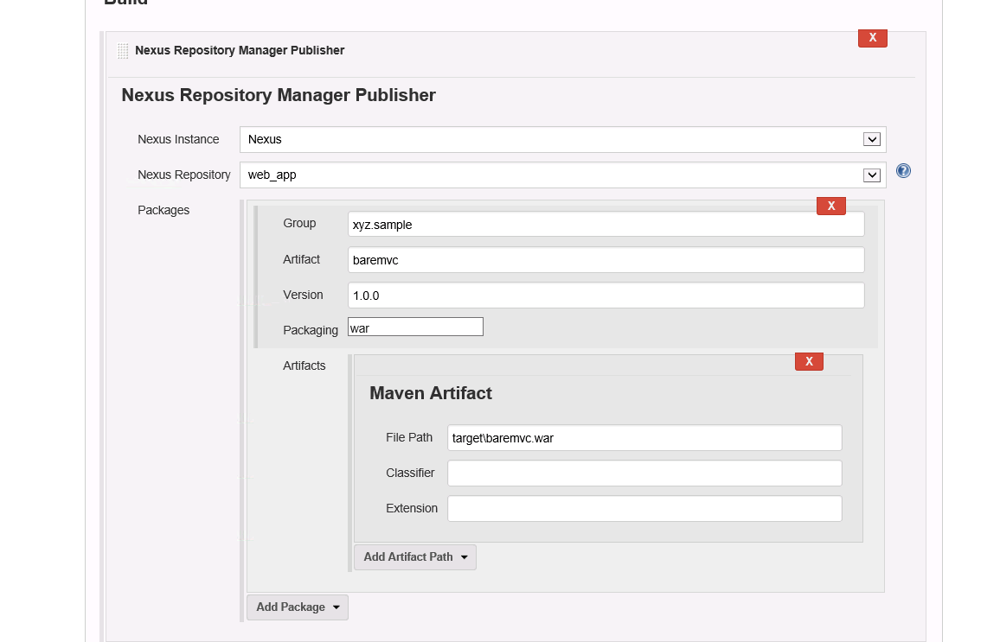 Build
Nexus Repository Manager Publisher
X
Nexus Repository Manager Publisher
Nexus Instance Nexus
Nexus Repository web_app ?
Packages
X
Group xyz.sample
Artifact baremvc
Version 1.0.0
Packaging war
Artifacts
X
Maven Artifact
File Path target\baremvc.war
Classifier
Extension
Add Artifact Path
Add Package